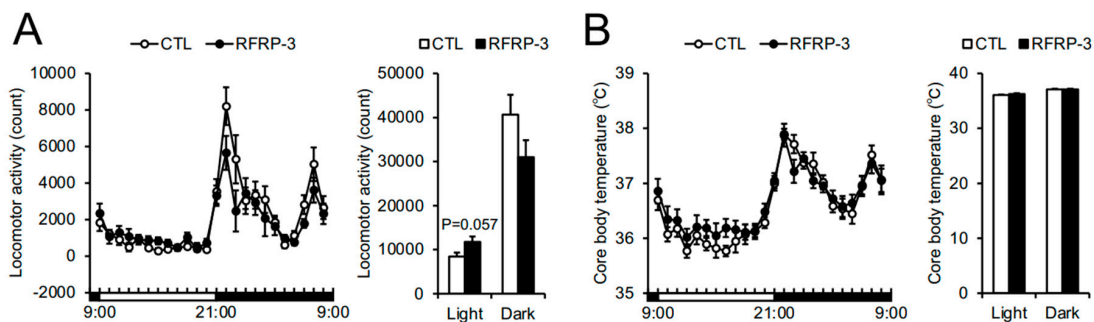 A
CTL RFRP-3
Locomotor activity (count)
10000
8000
6000
4000
2000
0
-2000
9:00 21:00 9:00
CTL RFRP-3
Locomotor activity (count)
50000
40000
30000
20000
10000
0
P=0.057
Light Dark
B
CTL RFRP-3
Core body temperature (°C)
39
38
37
36
35
9:00 21:00 9:00
CTL RFRP-3
Core body temperature (°C)
40
30
20
10
0
Light Dark